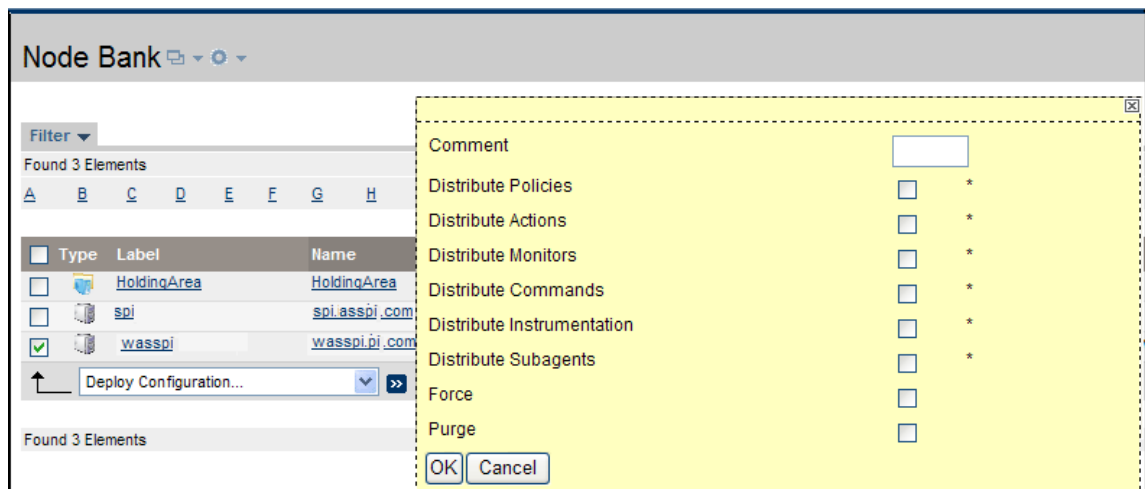 Node Bank
Filter
Found 3 Elements
A B C D E F G H
Type Label Name
HoldingArea HoldingArea
spi spi.asspi.com
wasspi wasspi.pi.com
Deploy Configuration...
Found 3 Elements
Comment
Distribute Policies *
Distribute Actions *
Distribute Monitors *
Distribute Commands *
Distribute Instrumentation *
Distribute Subagents *
Force
Purge
OK Cancel